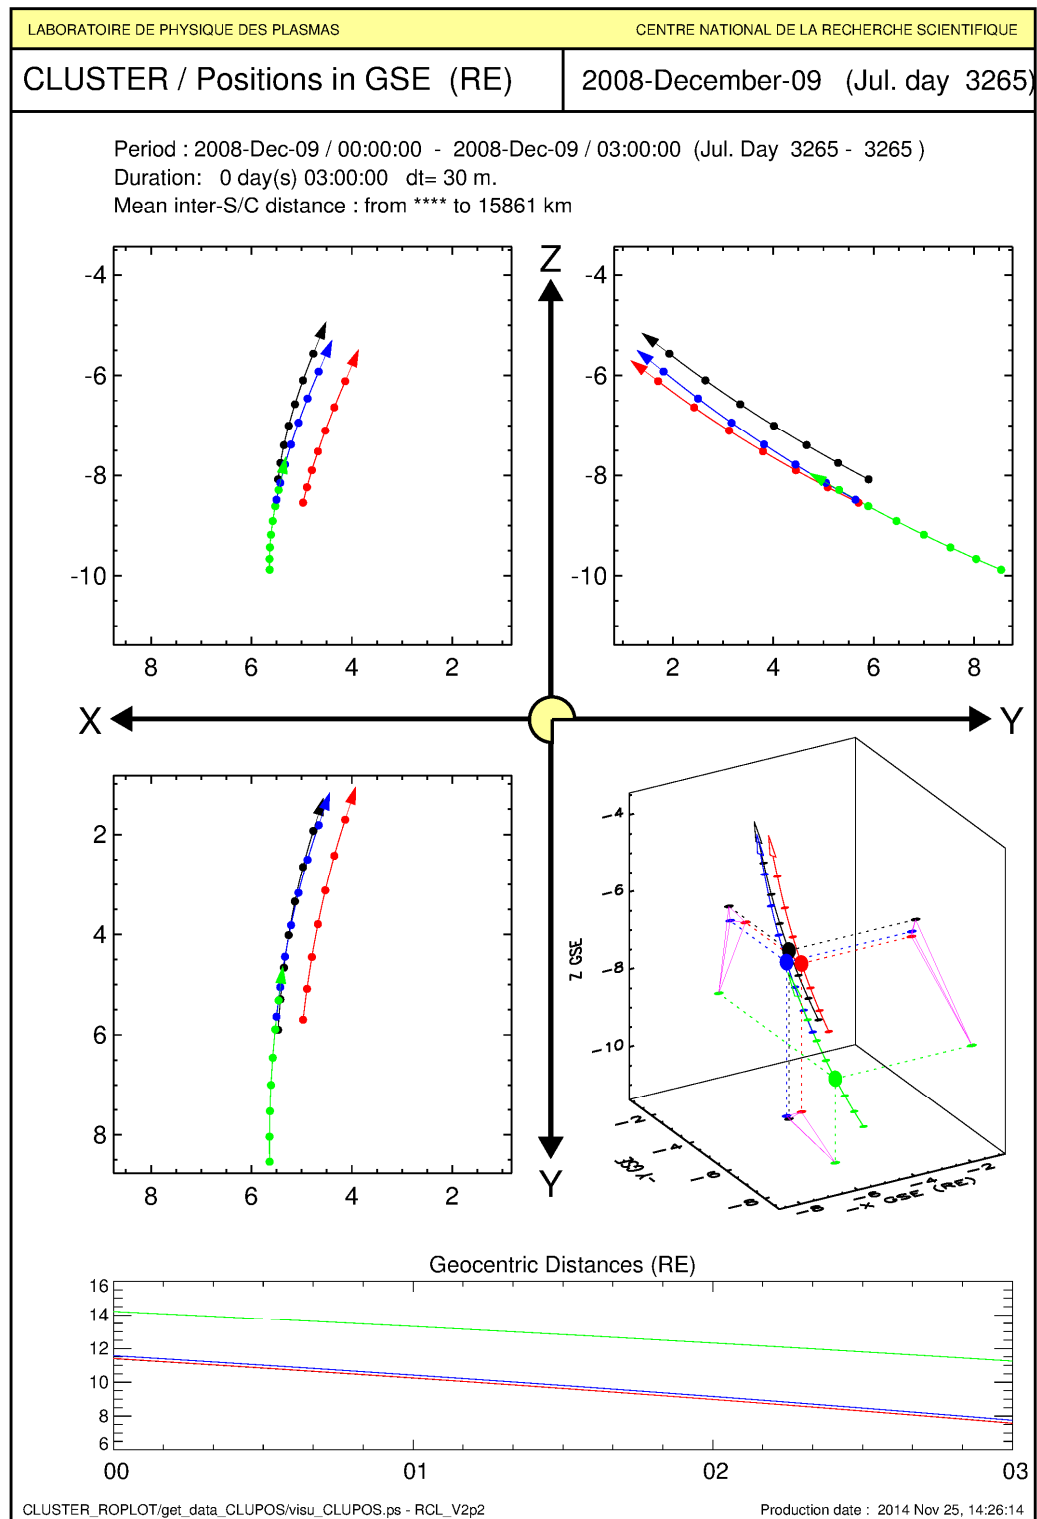 LABORATOIRE DE PHYSIQUE DES PLASMAS
CENTRE NATIONAL DE LA RECHERCHE SCIENTIFIQUE
CLUSTER / Positions in GSE (RE)
2008-December-09 (Jul. day 3265)
Period : 2008-Dec-09 / 00:00:00 - 2008-Dec-09 / 03:00:00 (Jul. Day 3265 - 3265 )
Duration: 0 day(s) 03:00:00 dt= 30 m.
Mean inter-S/C distance : from **** to 15861 km
-4
-6
-8
-10
8 6 4 2
Z
-4
-6
-8
-10
2 4 6 8
X
Y
2
4
6
8
8 6 4 2
Y
-4
-6
-8
-10
Z GSE
-2
-4
-6
-8
-8
-6
-4
-2
-X GSE (RE)
Geocentric Distances (RE)
16
14
12
10
8
6
00 01 02 03
CLUSTER_ROPLOT/get_data_CLUPOS/visu_CLUPOS.ps - RCL_V2p2
Production date : 2014 Nov 25, 14:26:14